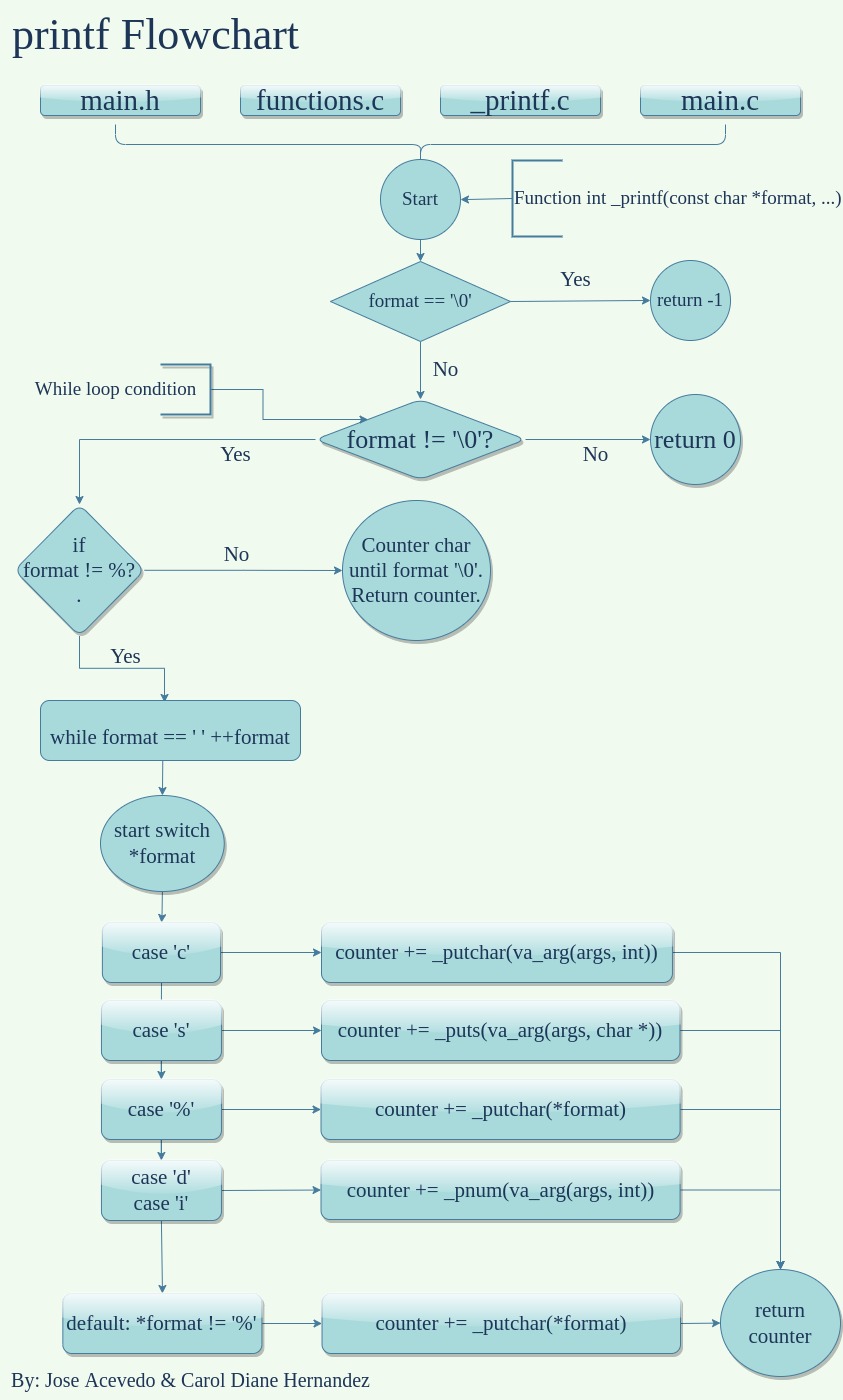 printf Flowchart
main.h
functions.c
_printf.c
main.c
Start
Function int _printf(const char *format, ...)
format == '\0'
Yes
return -1
No
While loop condition
format != '\0'?
Yes
No
return 0
if
format != %?
.
No
Counter char
until format '\0'.
Return counter.
Yes
while format == ' ' ++format
start switch
*format
case 'c'
counter += _putchar(va_arg(args, int))
case 's'
counter += _puts(va_arg(args, char *))
case '%'
counter += _putchar(*format)
case 'd'
case 'i'
counter += _pnum(va_arg(args, int))
default: *format != '%'
counter += _putchar(*format)
return
counter
By: Jose Acevedo & Carol Diane Hernandez